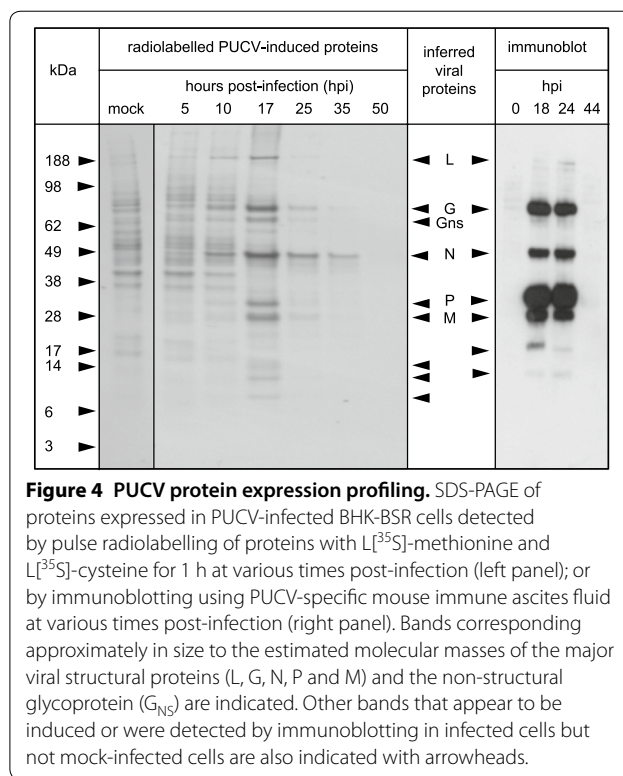 kDa
radiolabelled PUCV-induced proteins
hours post-infection (hpi)
mock 5 10 17 25 35 50
inferred
viral
proteins
immunoblot
hpi
0 18 24 44
188
98
62
49
38
28
17
14
6
3
L
G
Gns
N
P
M
Figure 4 PUCV protein expression profiling. SDS-PAGE of
proteins expressed in PUCV-infected BHK-BSR cells detected
by pulse radiolabelling of proteins with L[³⁵S]-methionine and
L[³⁵S]-cysteine for 1 h at various times post-infection (left panel); or
by immunoblotting using PUCV-specific mouse immune ascites fluid
at various times post-infection (right panel). Bands corresponding
approximately in size to the estimated molecular masses of the major
viral structural proteins (L, G, N, P and M) and the non-structural
glycoprotein (G_NS) are indicated. Other bands that appear to be
induced or were detected by immunoblotting in infected cells but
not mock-infected cells are also indicated with arrowheads.